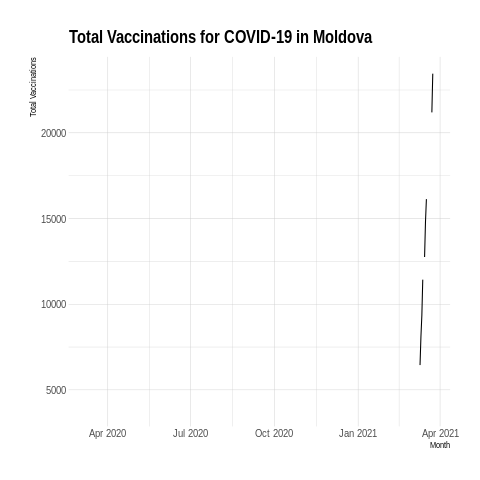 Total Vaccinations for COVID-19 in Moldova
Total Vaccinations
20000
15000
10000
5000
Apr 2020 Jul 2020 Oct 2020 Jan 2021 Apr 2021
Month